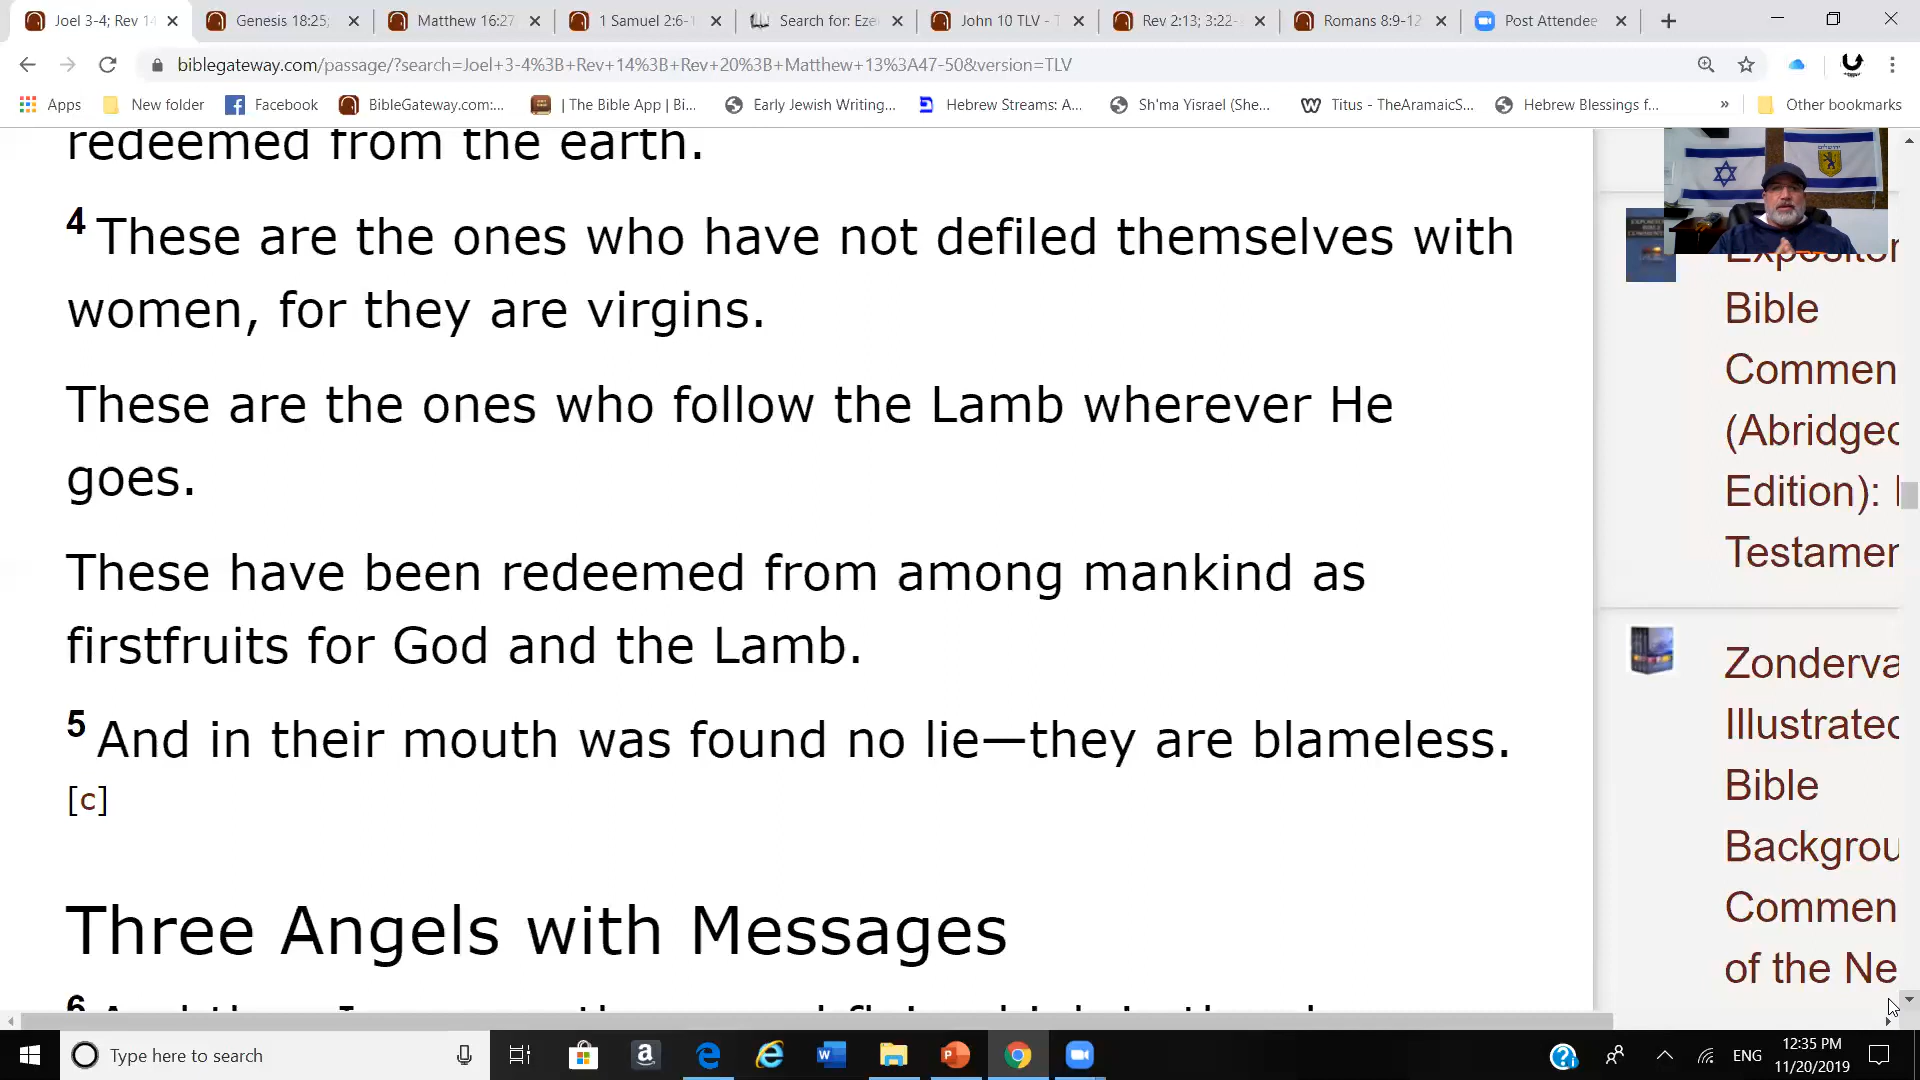 Joel 3-4; Rev 14
Genesis 18:25;
Matthew 16:27
1 Samuel 2:6-1
Search for: Eze
John 10 TLV - T
Rev 2:13; 3:22-
Romans 8:9-12
Post Attendee
biblegateway.com/passage/?search=Joel+3-4%3B+Rev+14%3B+Rev+20%3B+Matthew+13%3A47-50&version=TLV
Apps
New folder
Facebook
BibleGateway.com:...
| The Bible App | Bi...
Early Jewish Writing...
Hebrew Streams: A...
Sh'ma Yisrael (She...
Titus - TheAramaicS...
Hebrew Blessings f...
»
Other bookmarks
redeemed from the earth.
4 These are the ones who have not defiled themselves with
women, for they are virgins.
These are the ones who follow the Lamb wherever He
goes.
These have been redeemed from among mankind as
firstfruits for God and the Lamb.
5 And in their mouth was found no lie—they are blameless.
[c]
Three Angels with Messages
6
Expositor
Bible
Commen
(Abridged
Edition):
Testamen
Zonderva
Illustrated
Bible
Backgrou
Commen
of the Ne
Type here to search
ENG
12:35 PM
11/20/2019